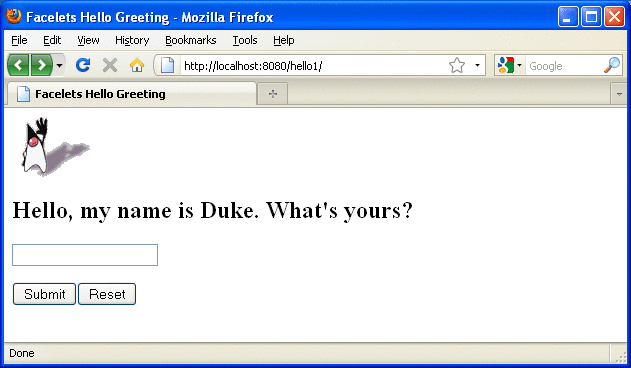 Facelets Hello Greeting - Mozilla Firefox
File Edit View History Bookmarks Tools Help
http://localhost:8080/hello1/ Google
Facelets Hello Greeting
Hello, my name is Duke. What's yours?
Submit Reset
Done